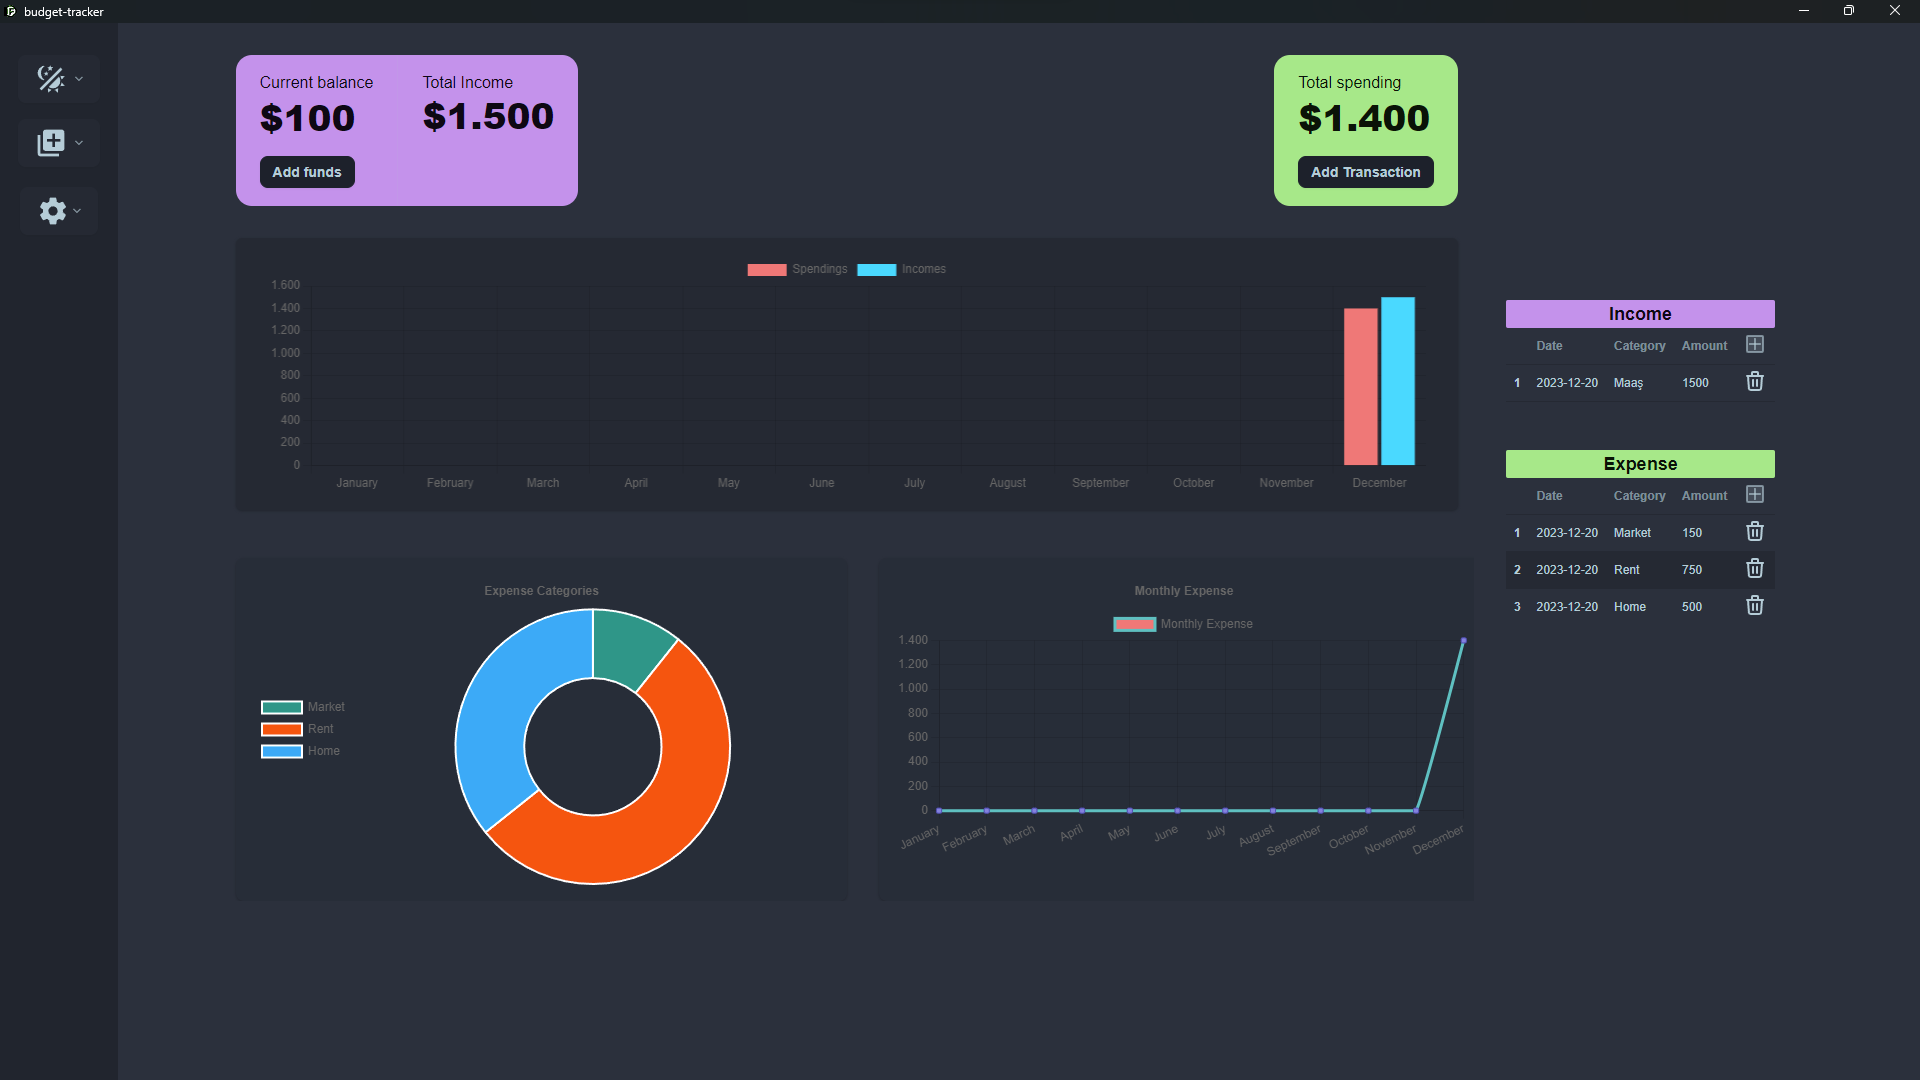 budget-tracker
Current balance
$100
Add funds
Total Income
$1.500
Total spending
$1.400
Add Transaction
Spendings Incomes
1.600
1.400
1.200
1.000
800
600
400
200
0
January February March April May June July August September October November December
Expense Categories
Market
Rent
Home
Monthly Expense
Monthly Expense
1.400
1.200
1.000
800
600
400
200
0
January February March April May June July August September October November December
Income
Date Category Amount
1 2023-12-20 Maaş 1500
Expense
Date Category Amount
1 2023-12-20 Market 150
2 2023-12-20 Rent 750
3 2023-12-20 Home 500